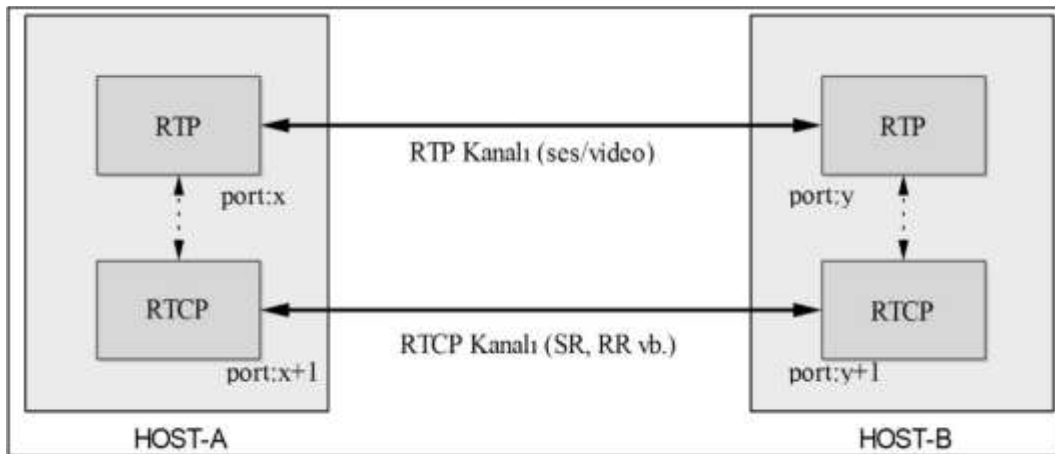 RTP
RTP
RTP Kanalı (ses/video)
port:x
port:y
RTCP
RTCP
RTCP Kanalı (SR, RR vb.)
port:x+1
port:y+1
HOST-A
HOST-B